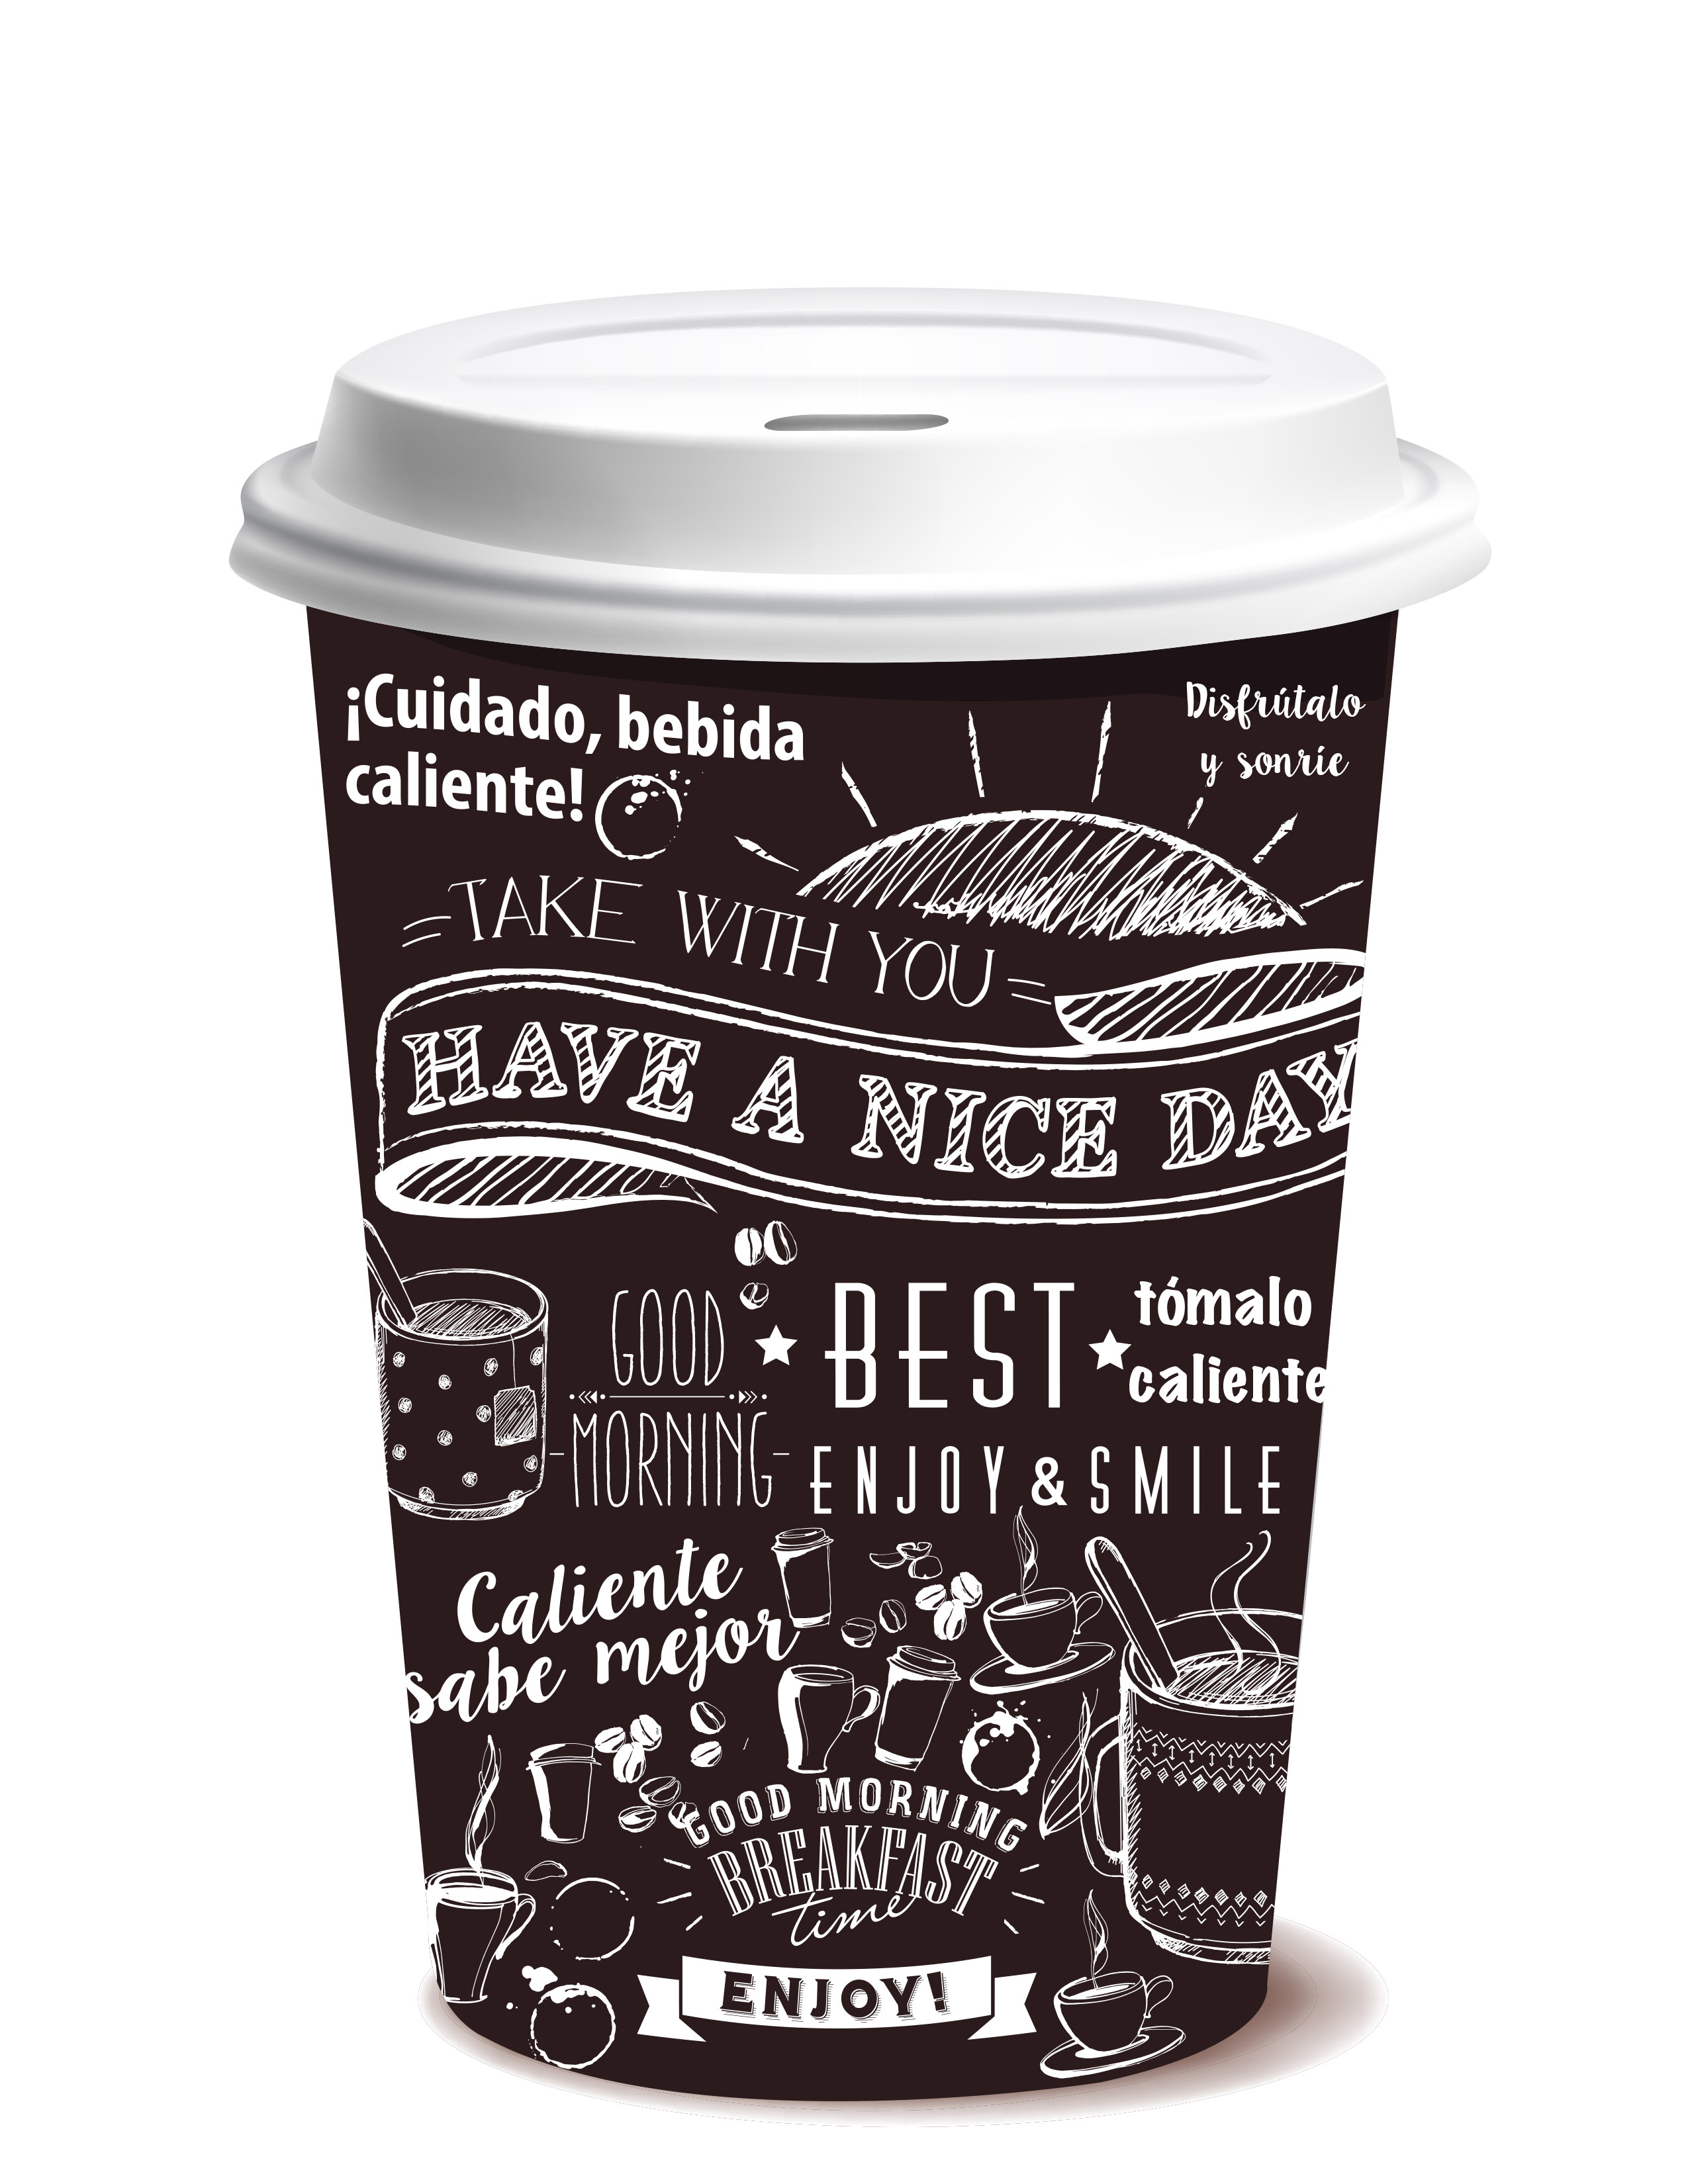 ¡Cuidado, bebida
caliente!
Disfrútalo
y sonríe
TAKE WITH YOU
HAVE A NICE DAY
GOOD
MORNING
BEST
tómalo
caliente
ENJOY & SMILE
Caliente
sabe mejor
GOOD MORNING
BREAKFAST
time
ENJOY!